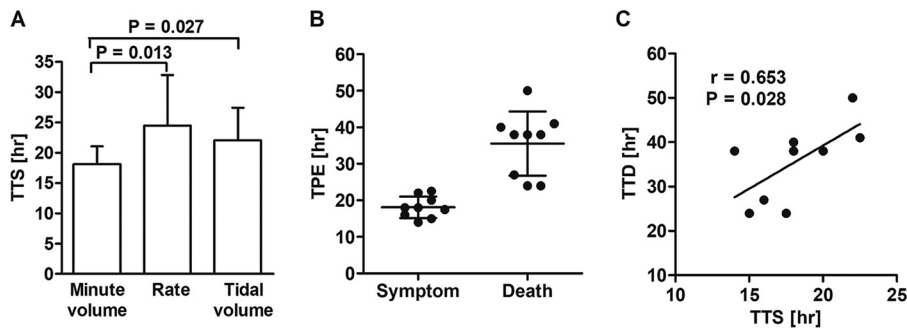 A
P = 0.027
P = 0.013
TTS [hr]
35
30
25
20
15
10
5
0
Minute volume
Rate
Tidal volume
B
TPE [hr]
60
50
40
30
20
10
0
Symptom
Death
C
r = 0.653
P = 0.028
TTD [hr]
60
50
40
30
20
10
10
15
20
25
TTS [hr]